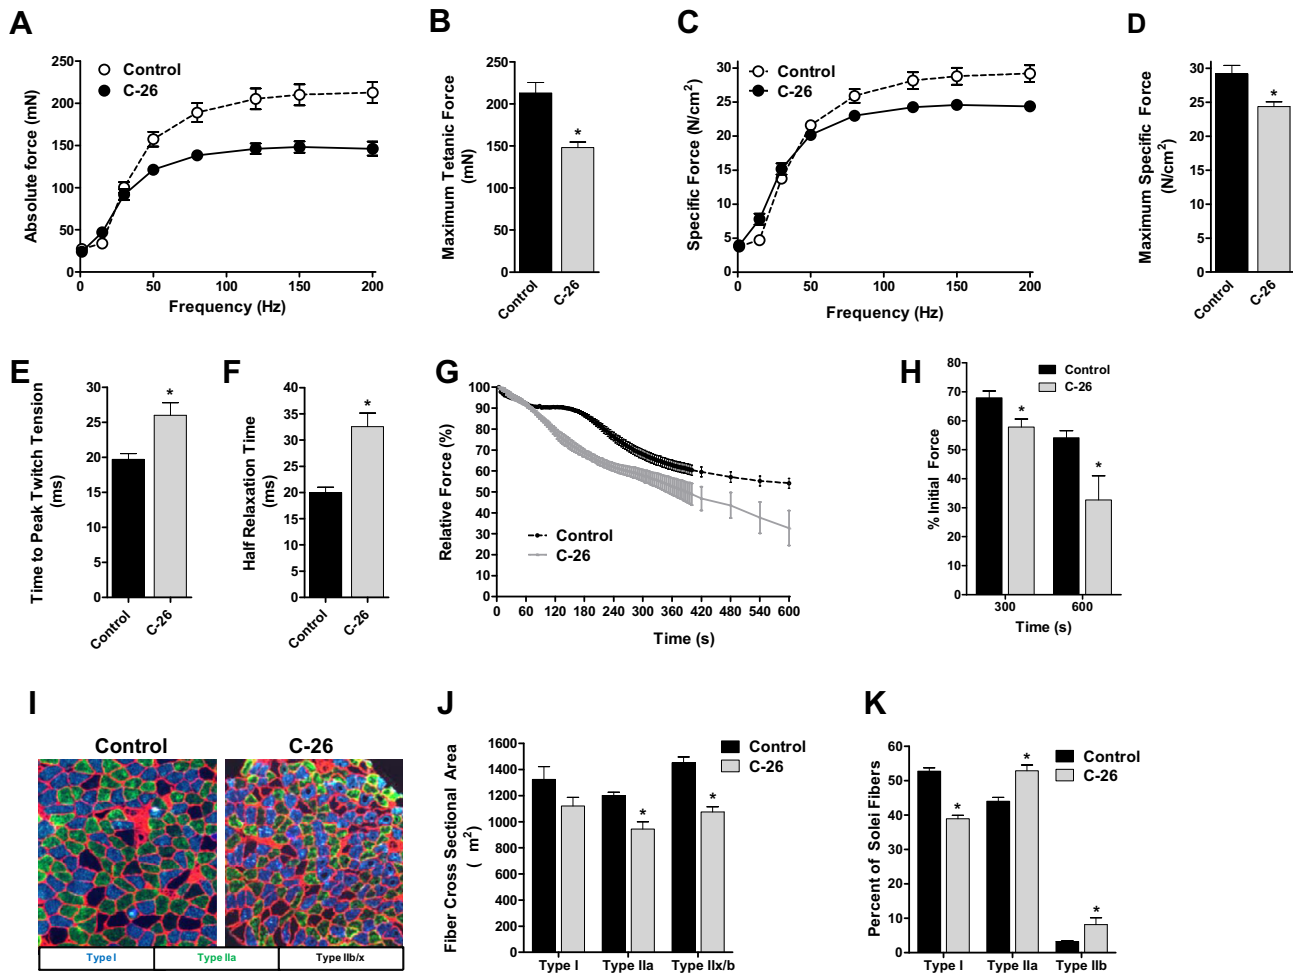 A
Absolute force (mN)
250
200
150
100
50
0
Control
C-26
0 50 100 150 200
Frequency (Hz)
B
Maximum Tetanic Force
(mN)
250
200
150
100
50
0
*
Control C-26
C
Specific Force (N/cm2)
30
25
20
15
10
5
0
Control
C-26
0 50 100 150 200
Frequency (Hz)
D
Maximum Specific Force
(N/cm2)
30
25
20
15
10
5
0
*
Control C-26
E
Time to Peak Twitch Tension
(ms)
30
25
20
15
10
5
0
*
Control C-26
F
Half Relaxation Time
(ms)
40
35
30
25
20
15
10
5
0
*
Control C-26
G
Relative Force (%)
100
90
80
70
60
50
40
30
20
10
0
Control
C-26
0 60 120 180 240 300 360 420 480 540 600
Time (s)
H
% Initial Force
80
70
60
50
40
30
20
10
0
Control
C-26
*
*
300 600
Time (s)
I
Control C-26
Type I Type IIa Type IIb/x
J
Fiber Cross Sectional Area
( m2)
1600
1400
1200
1000
800
600
400
200
0
Control
C-26
*
*
Type I Type IIa Type IIx/b
K
Percent of Solei Fibers
60
50
40
30
20
10
0
Control
C-26
*
*
*
Type I Type IIa Type IIb